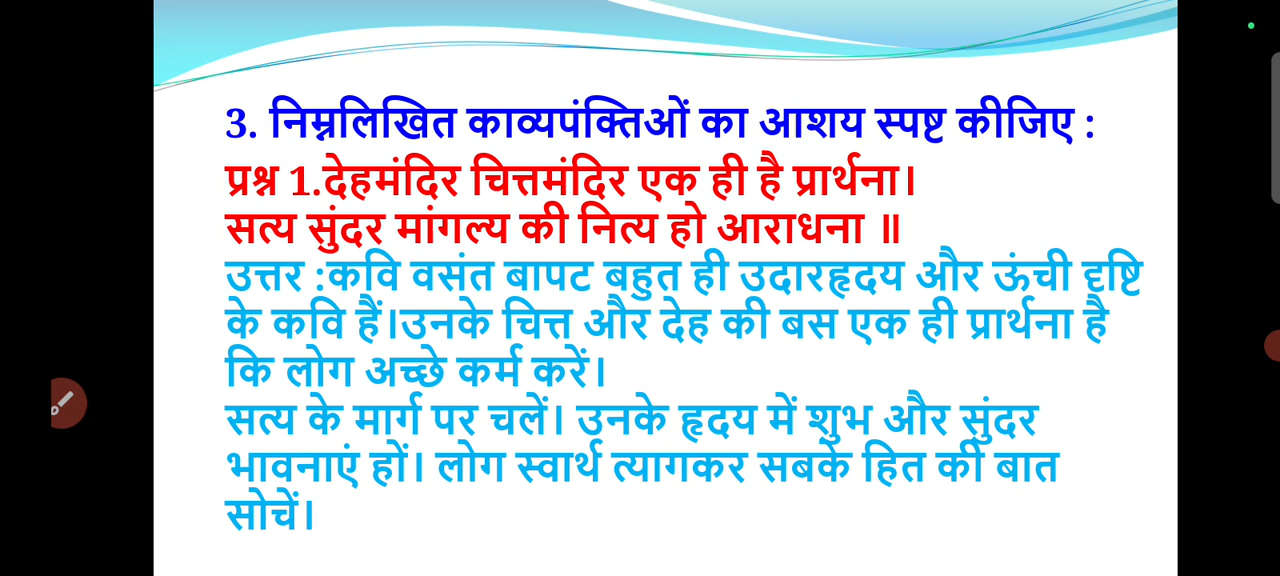 3. निम्नलिखित काव्यपंक्तिओं का आशय स्पष्ट कीजिए :
प्रश्न 1.देहमंदिर चित्तमंदिर एक ही है प्रार्थना।
सत्य सुंदर मांगल्य की नित्य हो आराधना ॥
उत्तर :कवि वसंत बापट बहुत ही उदारहृदय और ऊंची दृष्टि
के कवि हैं।उनके चित्त और देह की बस एक ही प्रार्थना है
कि लोग अच्छे कर्म करें।
सत्य के मार्ग पर चलें। उनके हृदय में शुभ और सुंदर
भावनाएं हों। लोग स्वार्थ त्यागकर सबके हित की बात
सोचें।